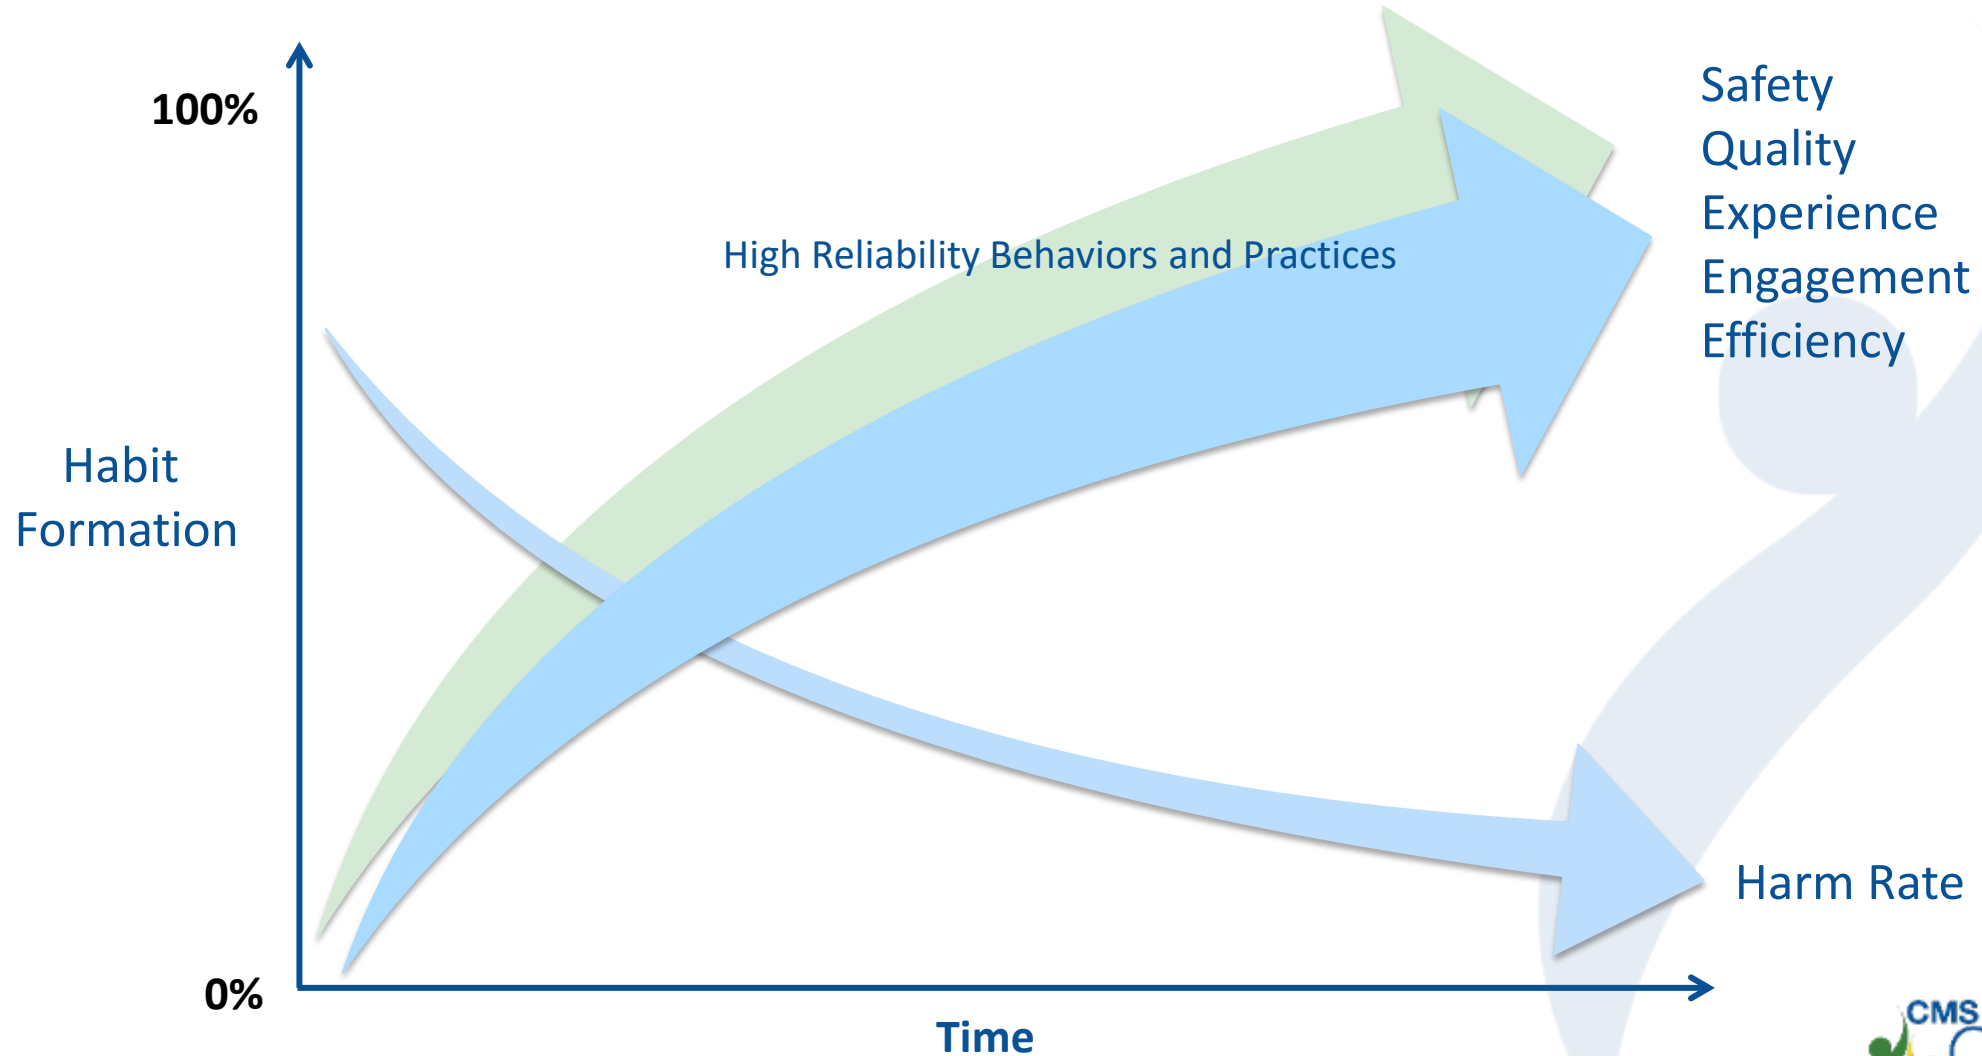 100%
Safety
Quality
Experience
Engagement
Efficiency
High Reliability Behaviors and Practices
Habit
Formation
Harm Rate
0%
Time
CMS